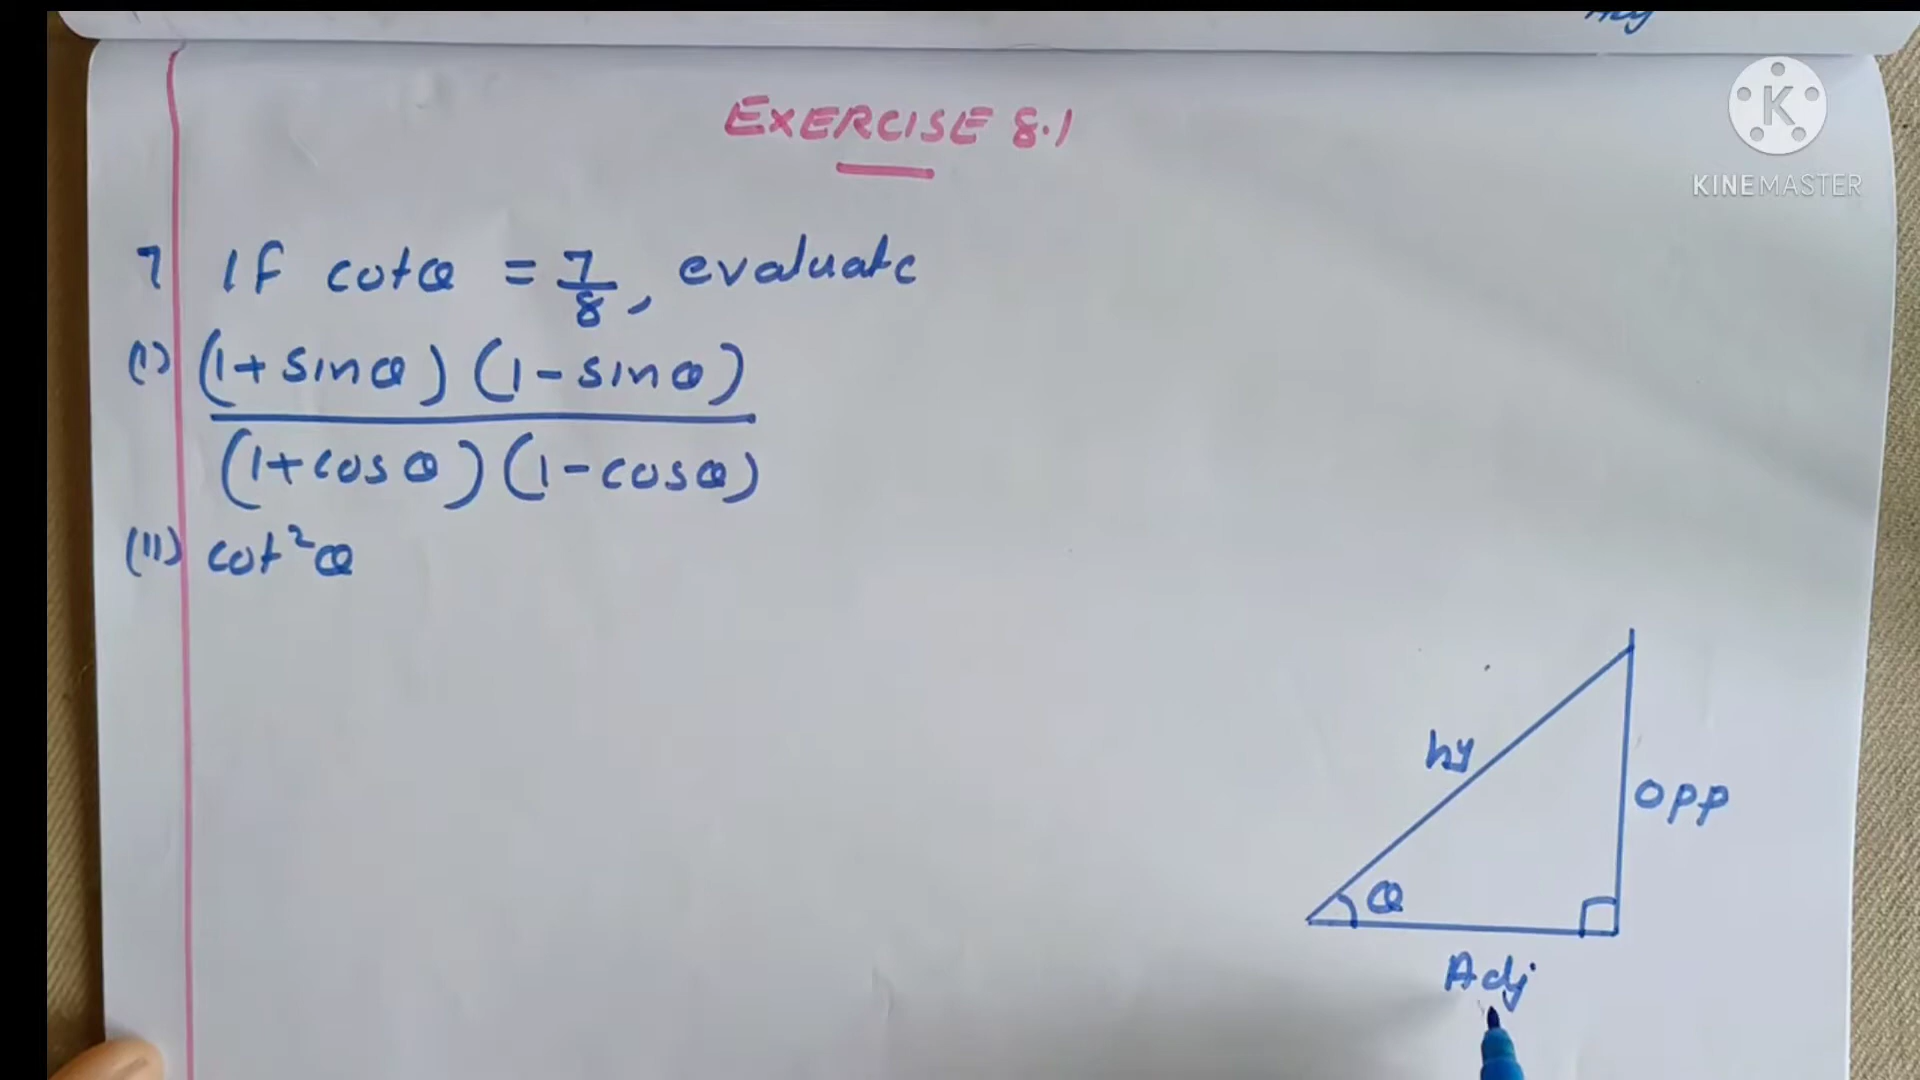 Adj
KINEMASTER
EXERCISE 8.1
7 If cotθ = 7/8, evaluate
(i) (1+sinθ)(1-sinθ)
(1+cosθ)(1-cosθ)
(ii) cot²θ
hy
opp
θ
Adj